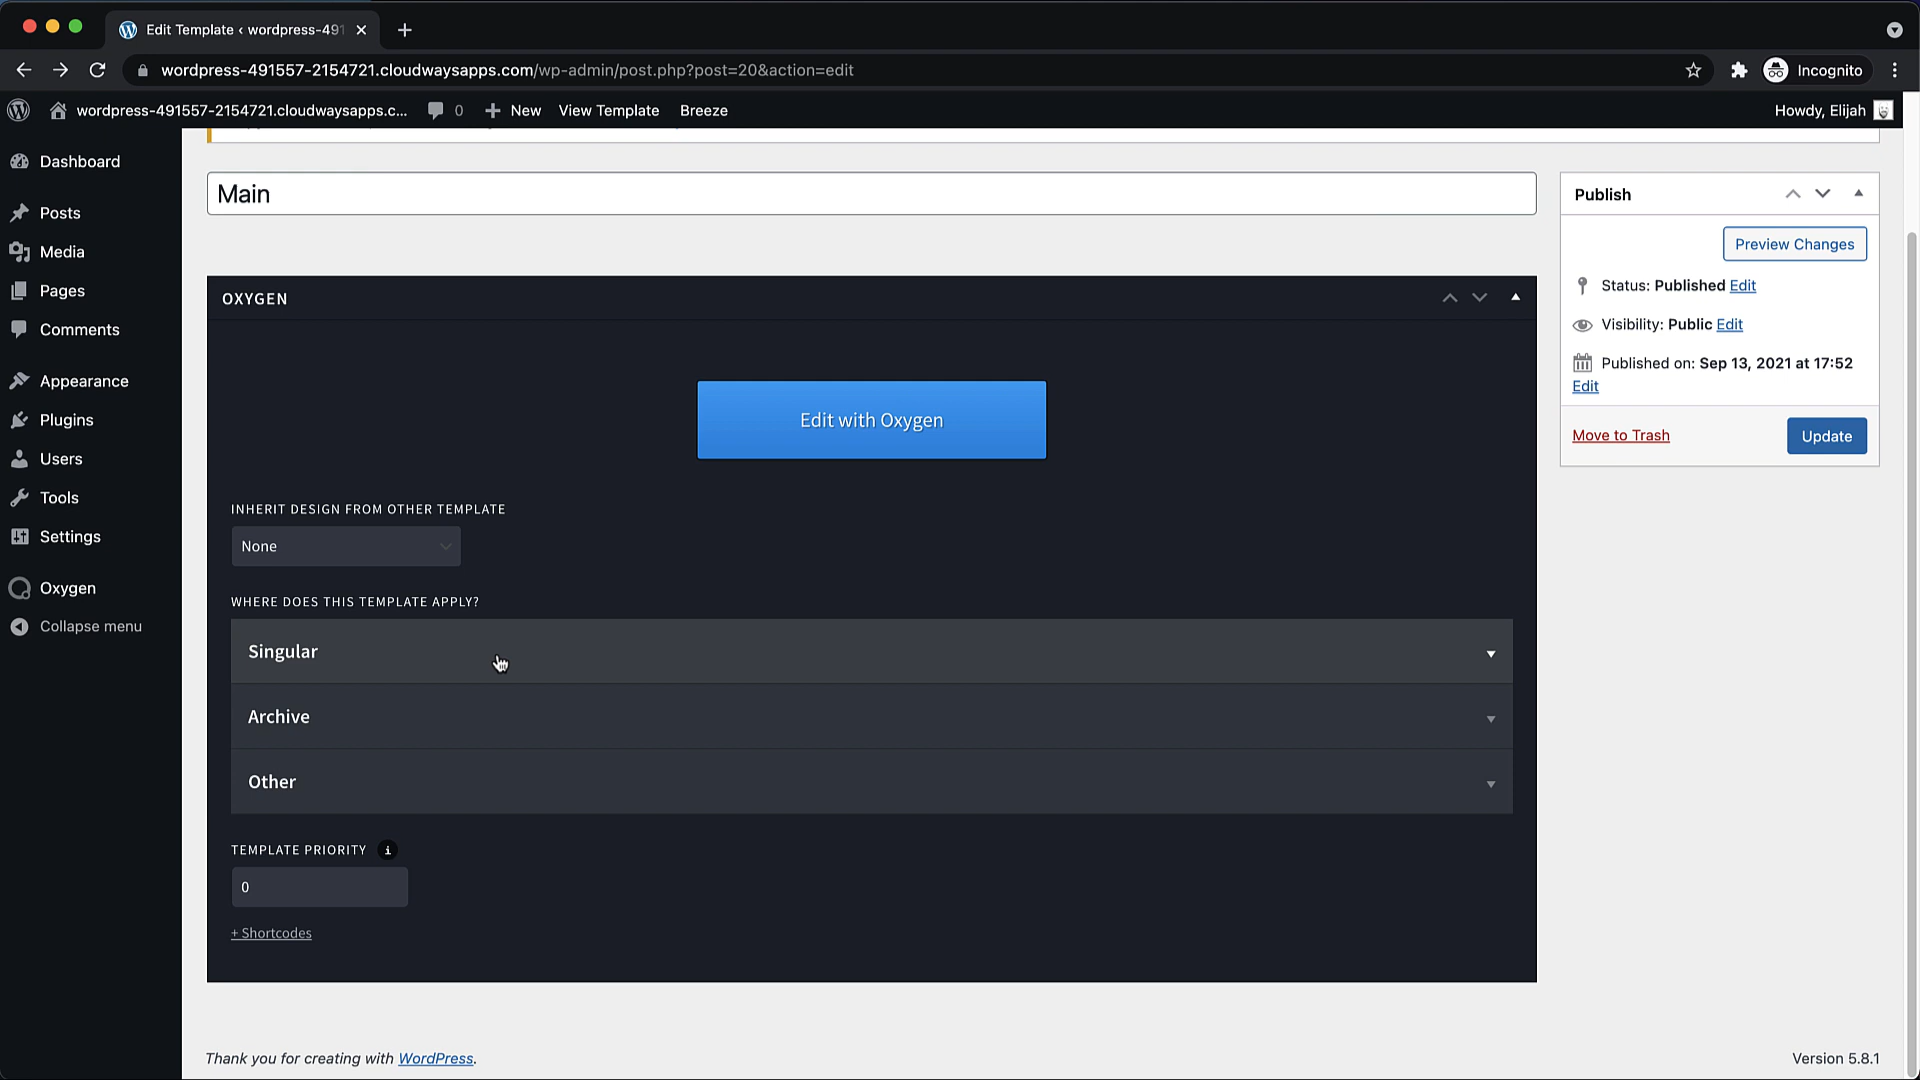 Edit Template ‹ wordpress-491
wordpress-491557-2154721.cloudwaysapps.com/wp-admin/post.php?post=20&action=edit
Incognito
wordpress-491557-2154721.cloudwaysapps.c...
0
New
View Template
Breeze
Howdy, Elijah
Dashboard
Posts
Media
Pages
Comments
Appearance
Plugins
Users
Tools
Settings
Oxygen
Collapse menu
Main
OXYGEN
Edit with Oxygen
INHERIT DESIGN FROM OTHER TEMPLATE
None
WHERE DOES THIS TEMPLATE APPLY?
Singular
Archive
Other
TEMPLATE PRIORITY i
0
+ Shortcodes
Publish
Preview Changes
Status: Published Edit
Visibility: Public Edit
Published on: Sep 13, 2021 at 17:52
Edit
Move to Trash
Update
Thank you for creating with WordPress.
Version 5.8.1